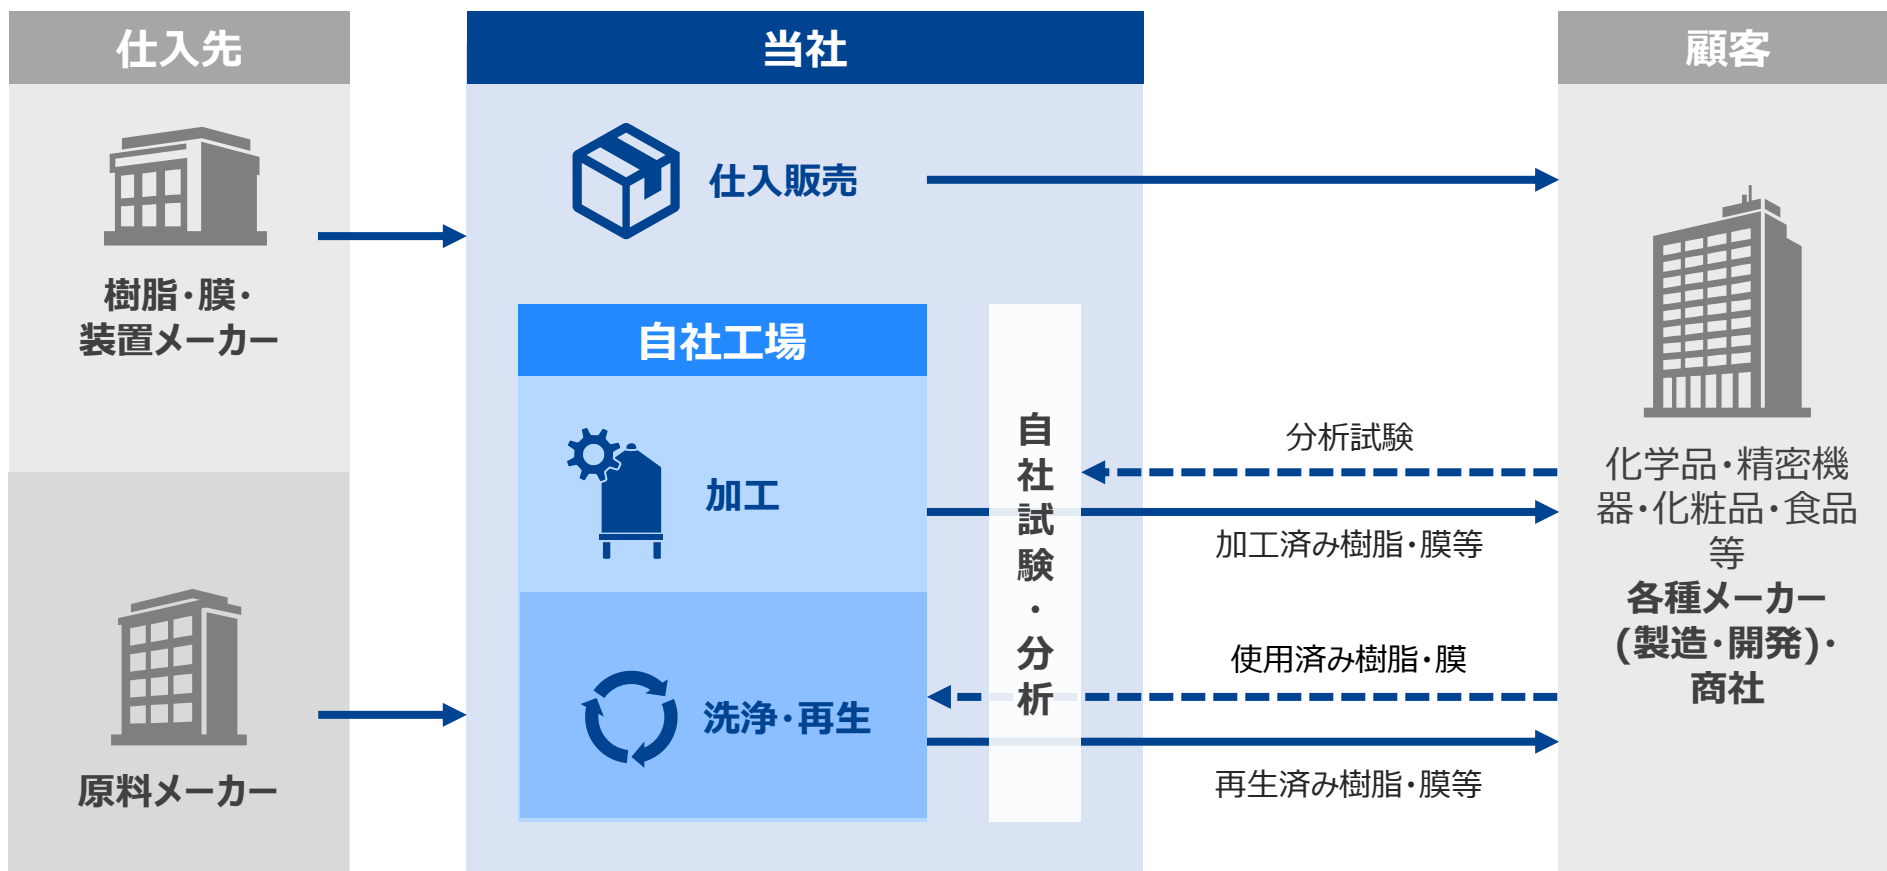 仕入先
樹脂・膜・
装置メーカー
原料メーカー
当社
仕入販売
自社工場
加工
洗浄・再生
自社試験・分析
分析試験
加工済み樹脂・膜等
使用済み樹脂・膜
再生済み樹脂・膜等
顧客
化学品・精密機
器・化粧品・食品
等
各種メーカー
(製造・開発)・
商社